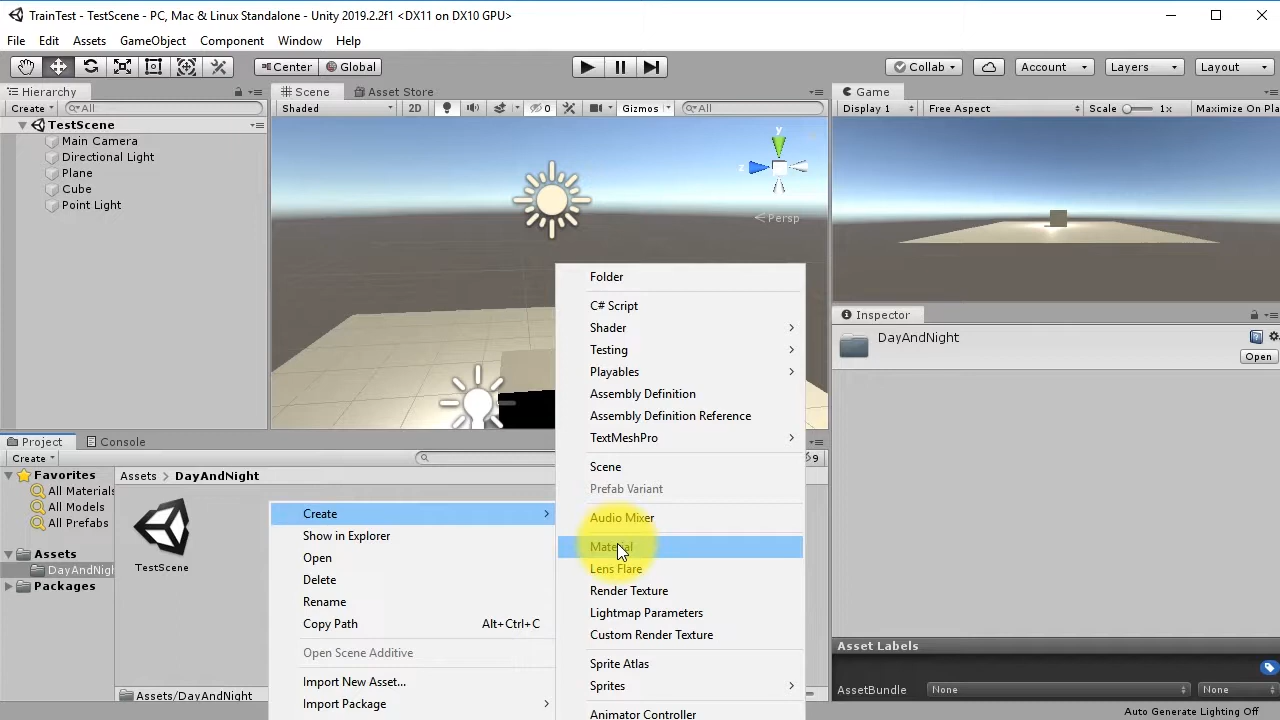 TrainTest - TestScene - PC, Mac & Linux Standalone - Unity 2019.2.2f1 <DX11 on DX10 GPU>
File Edit Assets GameObject Component Window Help
Center Global Collab Account Layers Layout
Hierarchy
Scene Asset Store
Game
Create All
Shaded 2D 0 Gizmos All
Display 1 Free Aspect Scale 1x Maximize On Pl
TestScene
Main Camera
Directional Light
Plane
Cube
Point Light
y
z
Persp
Inspector
DayAndNight
Open
Project Console
Create
9
Favorites
All Materials
All Models
All Prefabs
Assets
DayAndNigh
Packages
Assets > DayAndNight
TestScene
Assets/DayAndNight
Create
Show in Explorer
Open
Delete
Rename
Copy Path Alt+Ctrl+C
Open Scene Additive
Import New Asset...
Import Package
Folder
C# Script
Shader
Testing
Playables
Assembly Definition
Assembly Definition Reference
TextMeshPro
Scene
Prefab Variant
Audio Mixer
Material
Lens Flare
Render Texture
Lightmap Parameters
Custom Render Texture
Sprite Atlas
Sprites
Animator Controller
Asset Labels
AssetBundle None None
Auto Generate Lighting Off